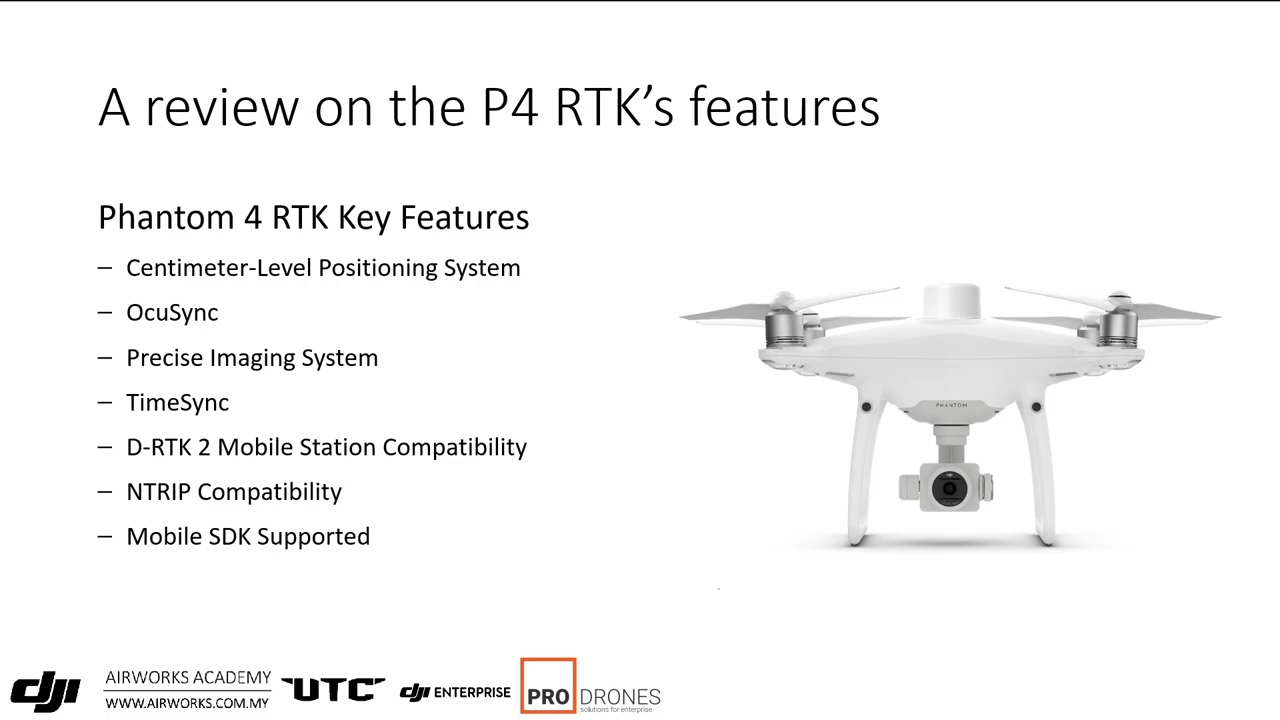 A review on the P4 RTK’s features
Phantom 4 RTK Key Features
– Centimeter-Level Positioning System
– OcuSync
– Precise Imaging System
– TimeSync
– D-RTK 2 Mobile Station Compatibility
– NTRIP Compatibility
– Mobile SDK Supported
PHANTOM
dji
AIRWORKS ACADEMY
WWW.AIRWORKS.COM.MY
UTC
dji ENTERPRISE
PRO DRONES
solutions for enterprise